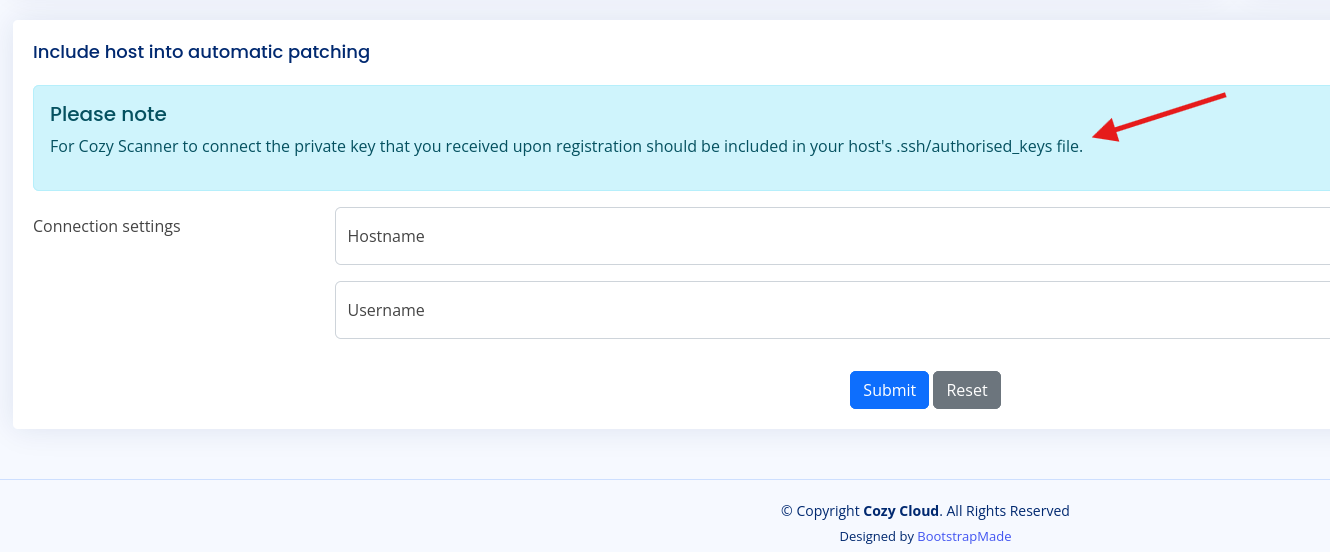 Include host into automatic patching
Please note
For Cozy Scanner to connect the private key that you received upon registration should be included in your host's .ssh/authorised_keys file.
Connection settings
Hostname
Username
Submit Reset
© Copyright Cozy Cloud. All Rights Reserved
Designed by BootstrapMade